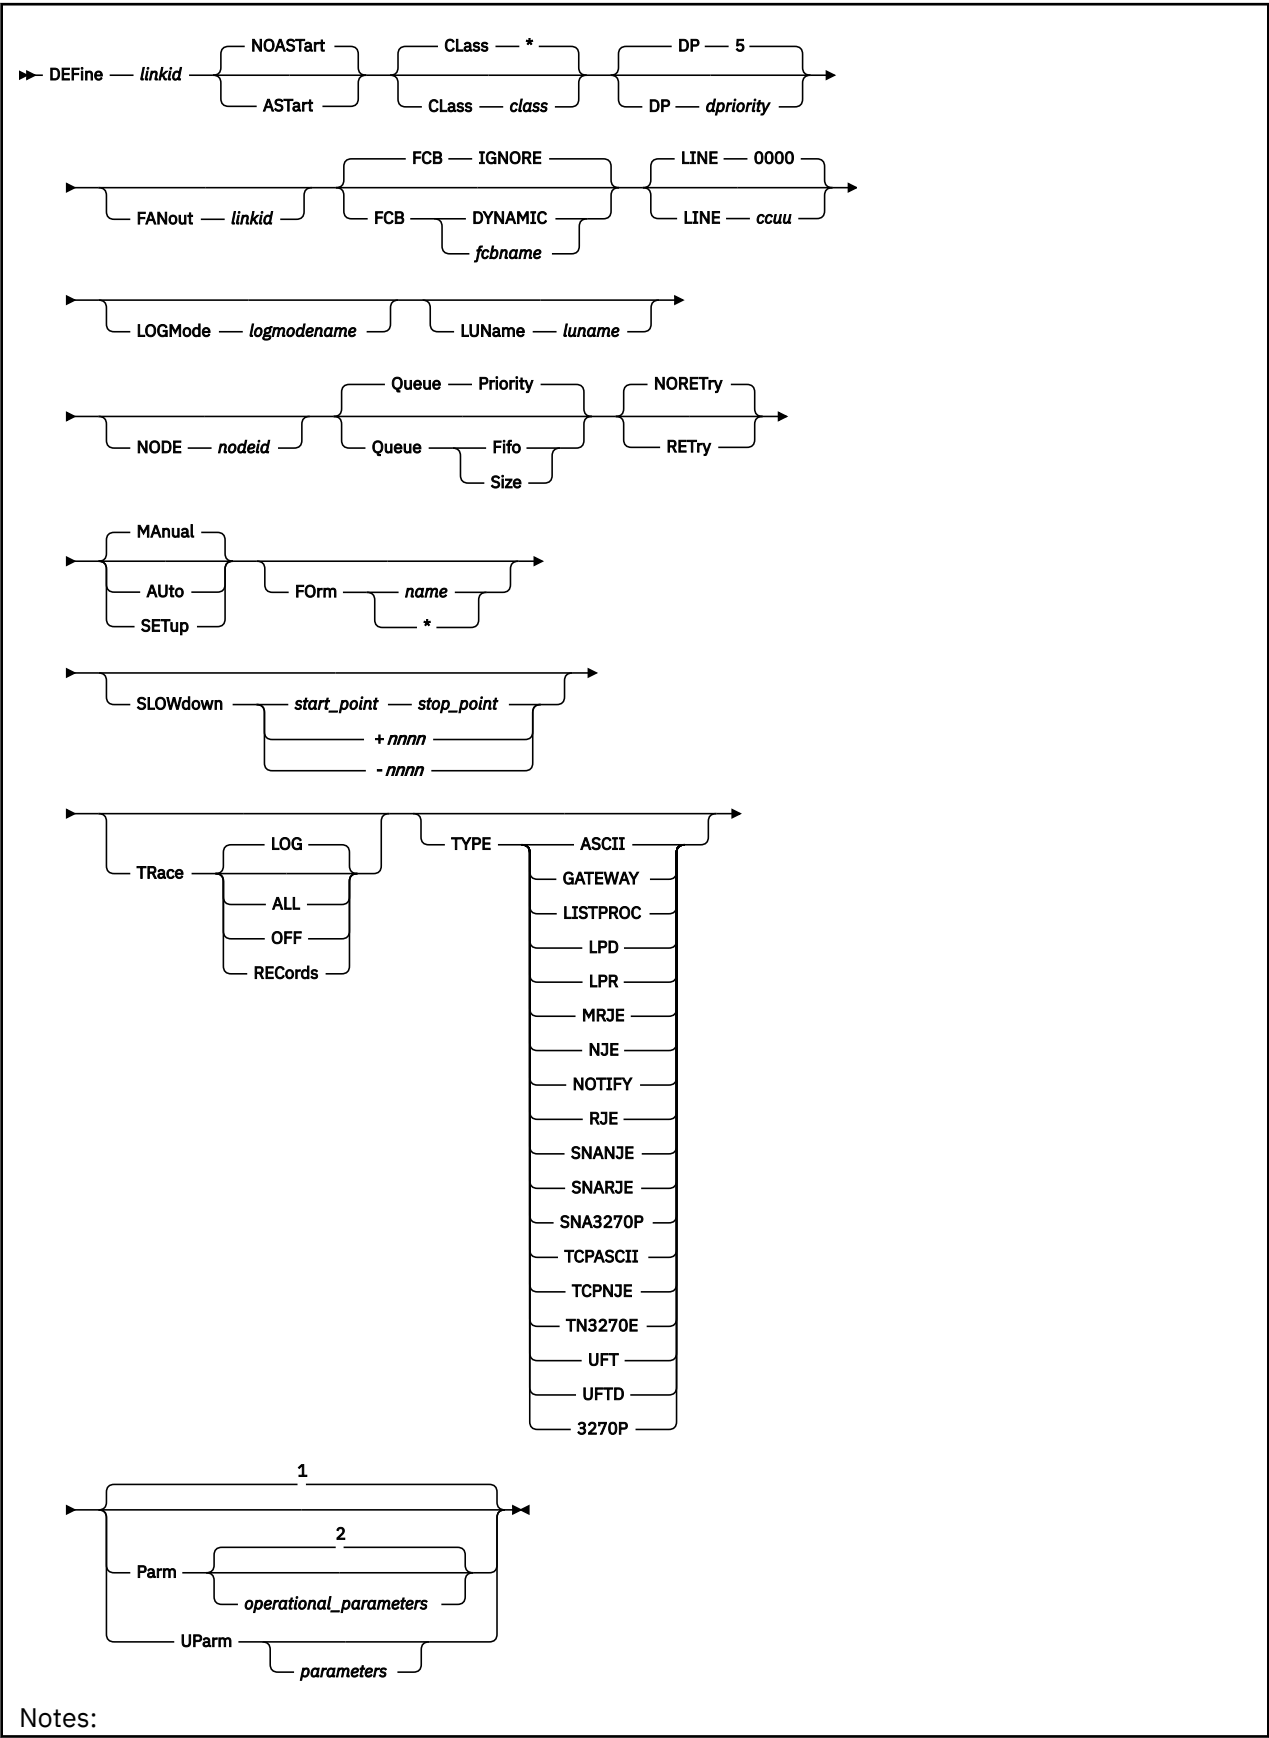 NOASTart CLass * DP 5
DEFine linkid
ASTart CLass class DP dpriority
FCB IGNORE LINE 0000
FANout linkid FCB DYNAMIC LINE ccuu
fcbname
LOGMode logmodename LUName luname
Queue Priority NORETry
NODE nodeid Queue Fifo RETry
Size
MAnual
AUto FOrm name
SETup *
SLOWdown start_point stop_point
+ nnnn
- nnnn
LOG TYPE ASCII
TRace GATEWAY
ALL LISTPROC
OFF LPD
RECords LPR
MRJE
NJE
NOTIFY
RJE
SNANJE
SNARJE
SNA3270P
TCPASCII
TCPNJE
TN3270E
UFT
UFTD
3270P
1
2
Parm
operational_parameters
UParm
parameters
Notes: